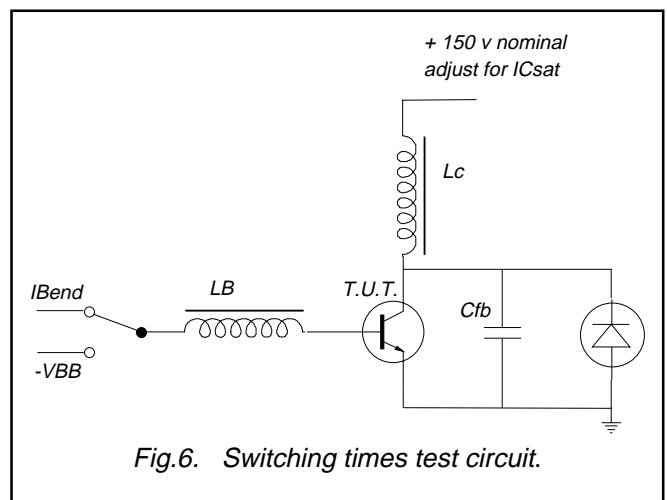 + 150 v nominal
adjust for ICsat
Lc
IBend
LB
T.U.T.
Cfb
-VBB
Fig.6. Switching times test circuit.